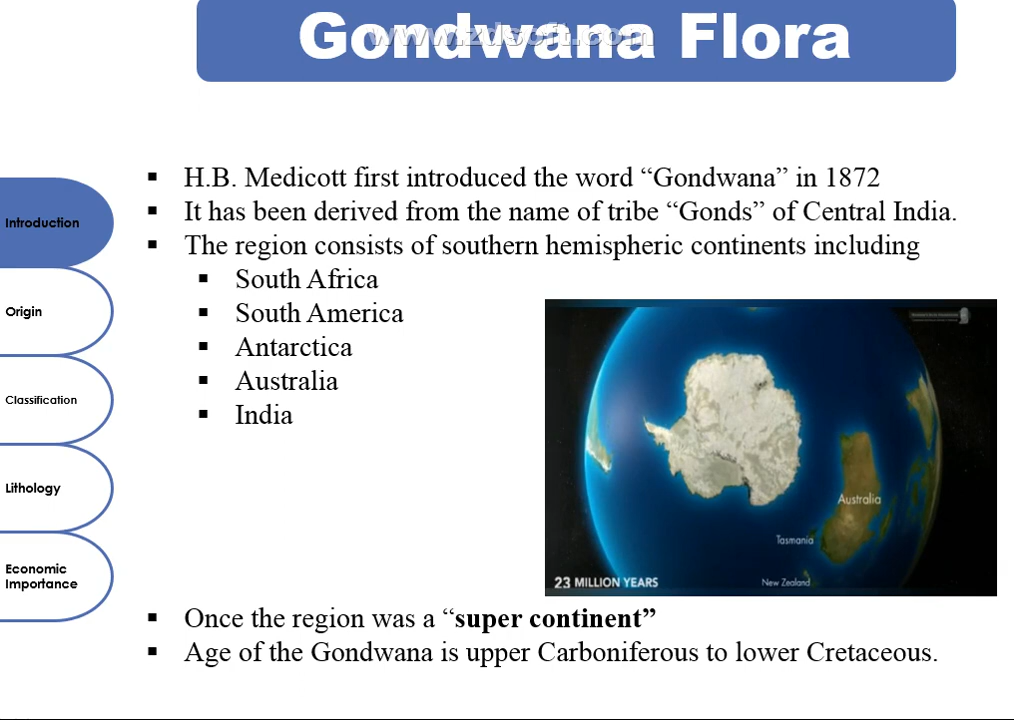 Gondwana Flora
www.zdsoft.com
▪ H.B. Medicott first introduced the word “Gondwana” in 1872
▪ It has been derived from the name of tribe “Gonds” of Central India.
▪ The region consists of southern hemispheric continents including
▪ South Africa
▪ South America
▪ Antarctica
▪ Australia
▪ India
Introduction
Origin
Classification
Lithology
Economic
Importance
Australia
Tasmania
New Zealand
23 MILLION YEARS
▪ Once the region was a “super continent”
▪ Age of the Gondwana is upper Carboniferous to lower Cretaceous.